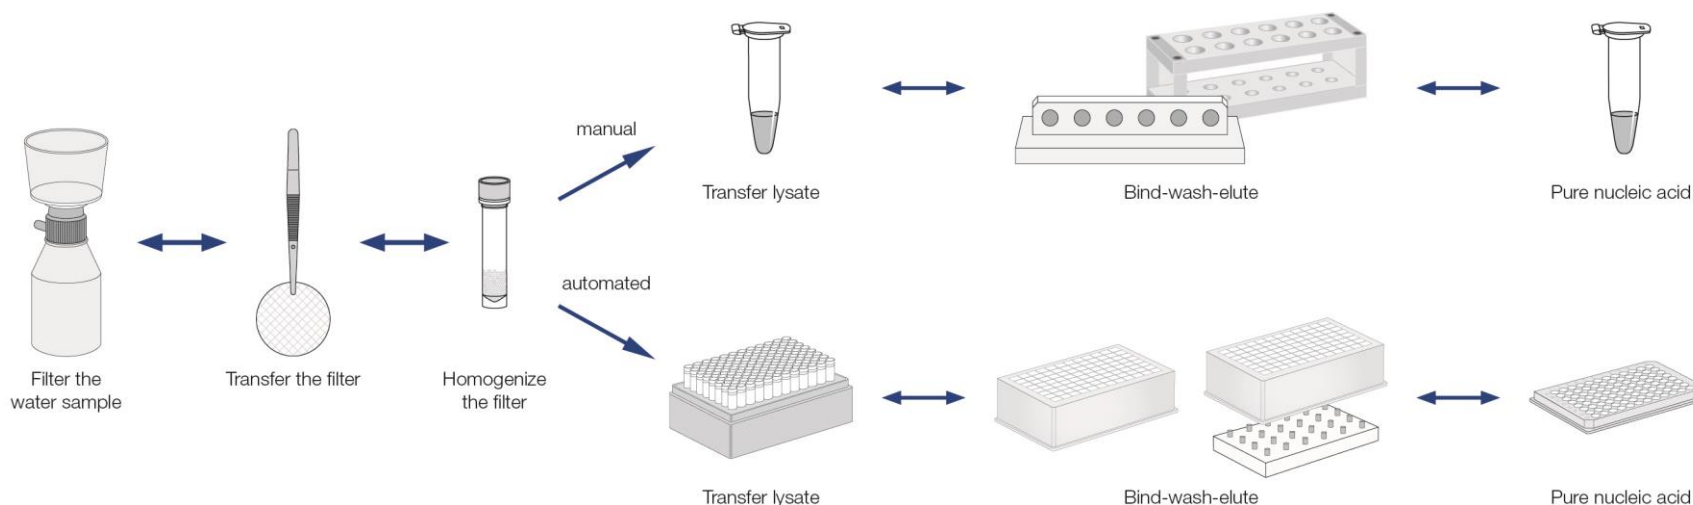 Filter the
water sample
Transfer the filter
Homogenize
the filter
manual
Transfer lysate
Bind-wash-elute
Pure nucleic acid
automated
Transfer lysate
Bind-wash-elute
Pure nucleic acid